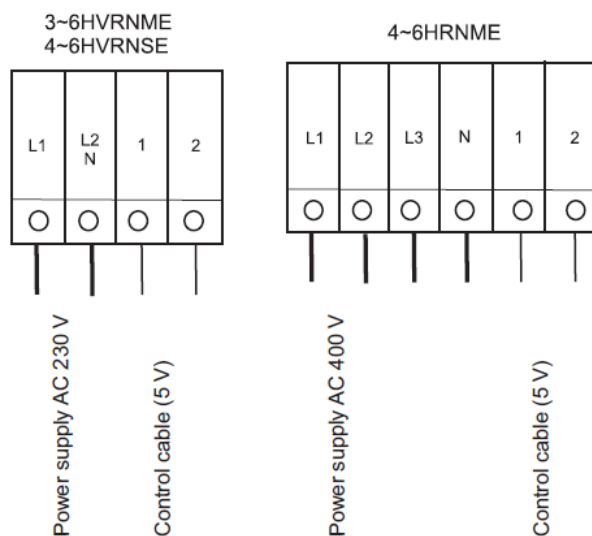 3~6HVRNME
4~6HVRNSE
L1
L2
N
1
2
Power supply AC 230 V
Control cable (5 V)
4~6HRNME
L1
L2
L3
N
1
2
Power supply AC 400 V
Control cable (5 V)